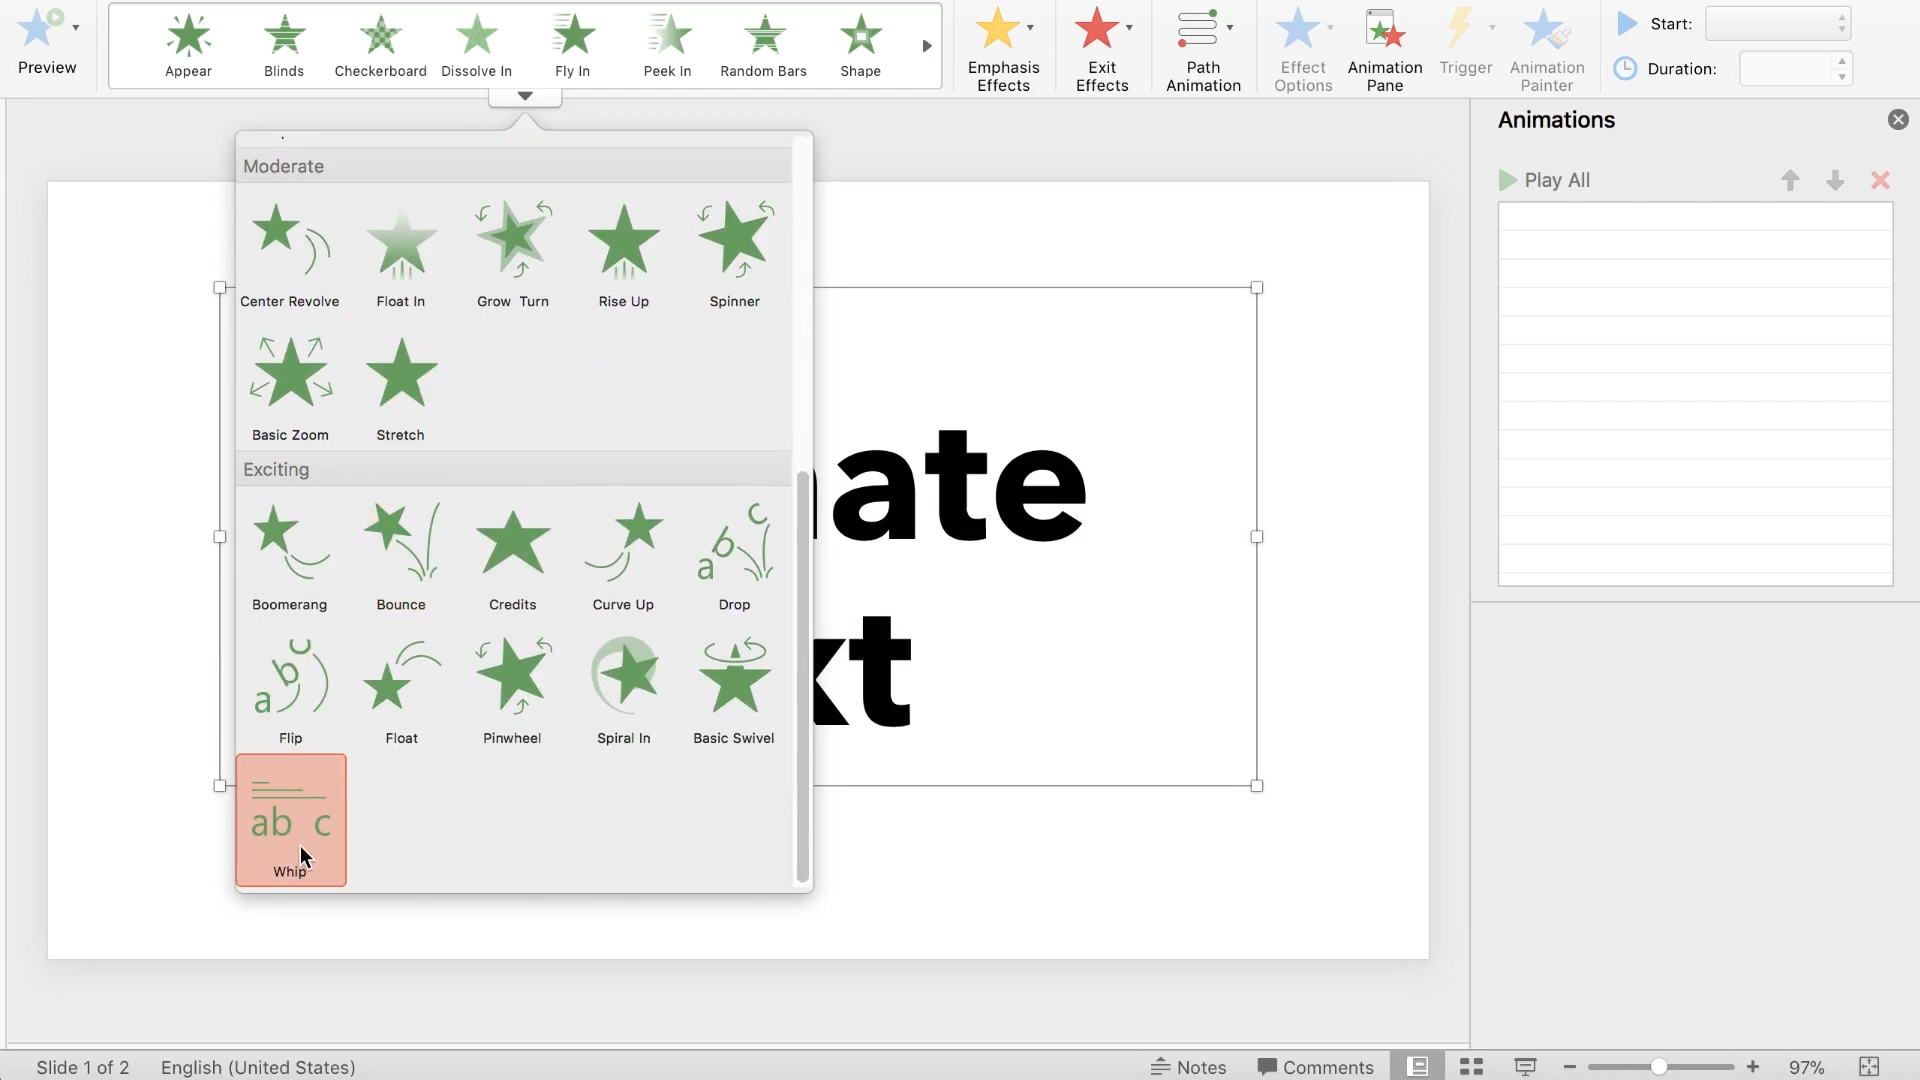 Preview
Appear
Blinds
Checkerboard
Dissolve In
Fly In
Peek In
Random Bars
Shape
Emphasis
Effects
Exit
Effects
Path
Animation
Effect
Options
Animation
Pane
Trigger
Animation
Painter
Start:
Duration:
Animations
Play All
Moderate
Center Revolve
Float In
Grow Turn
Rise Up
Spinner
Basic Zoom
Stretch
Exciting
Boomerang
Bounce
Credits
Curve Up
Drop
a b c
Flip
Float
Pinwheel
Spiral In
Basic Swivel
a b c
ab c
Whip
ate
xt
Slide 1 of 2
English (United States)
Notes
Comments
97%